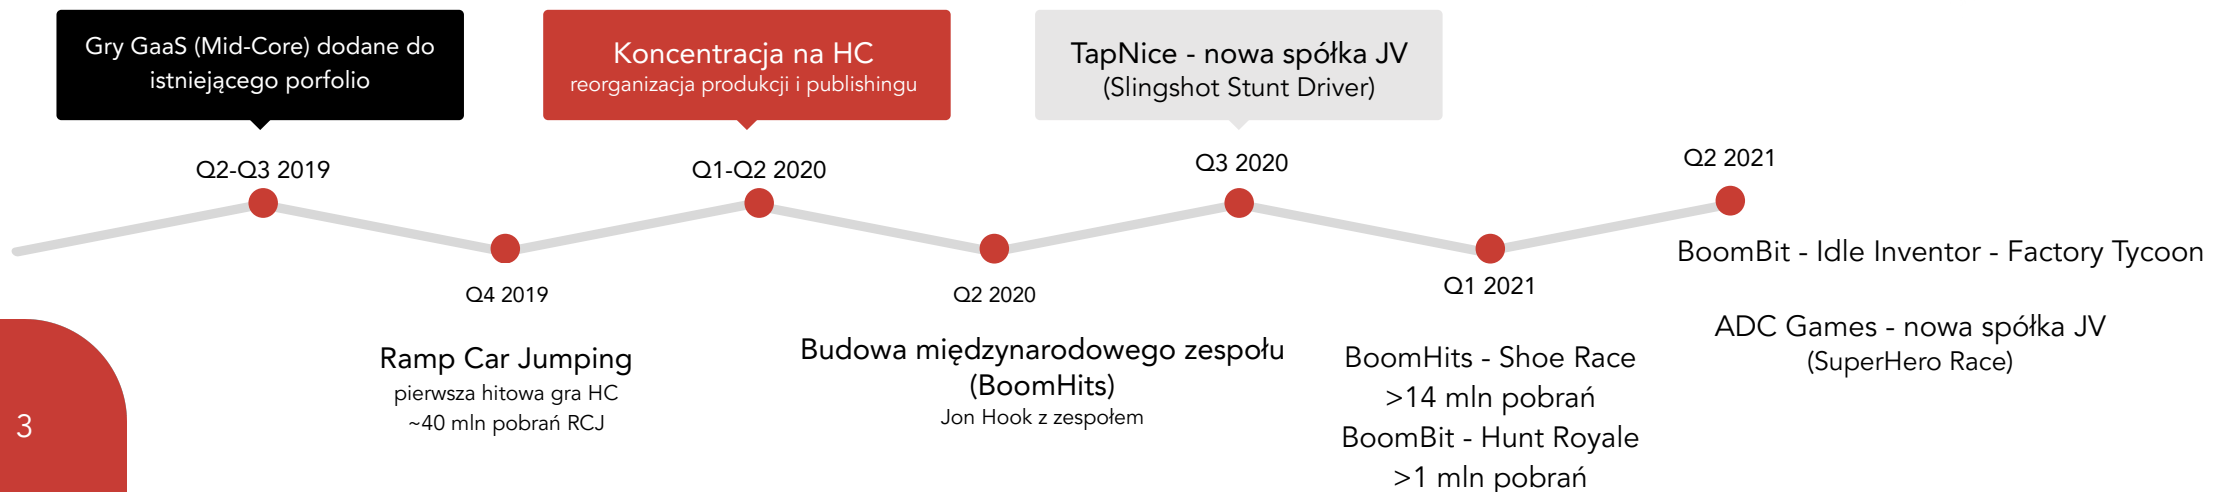 Gry GaaS (Mid-Core) dodane do
istniejącego porfolio
Koncentracja na HC
reorganizacja produkcji i publishingu
TapNice - nowa spółka JV
(Slingshot Stunt Driver)
Q2-Q3 2019
Q1-Q2 2020
Q3 2020
Q2 2021
BoomBit - Idle Inventor - Factory Tycoon
ADC Games - nowa spółka JV
(SuperHero Race)
Q4 2019
Ramp Car Jumping
pierwsza hitowa gra HC
~40 mln pobrań RCJ
Q2 2020
Budowa międzynarodowego zespołu
(BoomHits)
Jon Hook z zespołem
Q1 2021
BoomHits - Shoe Race
>14 mln pobrań
BoomBit - Hunt Royale
>1 mln pobrań
3